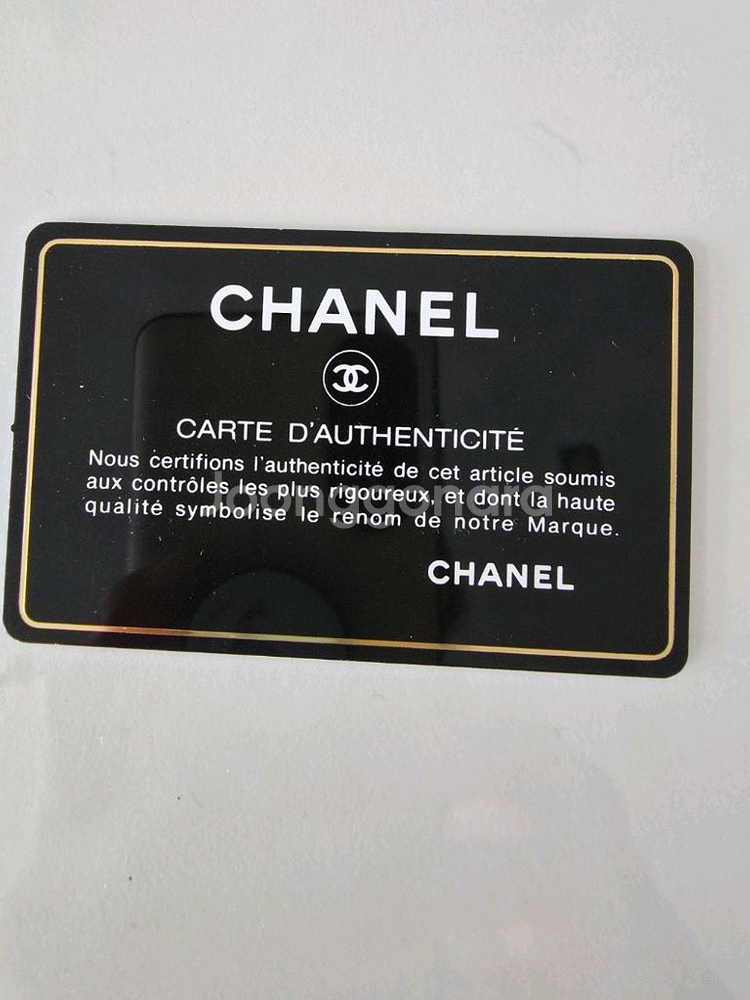 CHANEL
CARTE D'AUTHENTICITÉ
Nous certifions l'authenticité de cet article soumis
aux contrôles les plus rigoureux, et dont la haute
qualité symbolise le renom de notre Marque.
Joonggonara
CHANEL